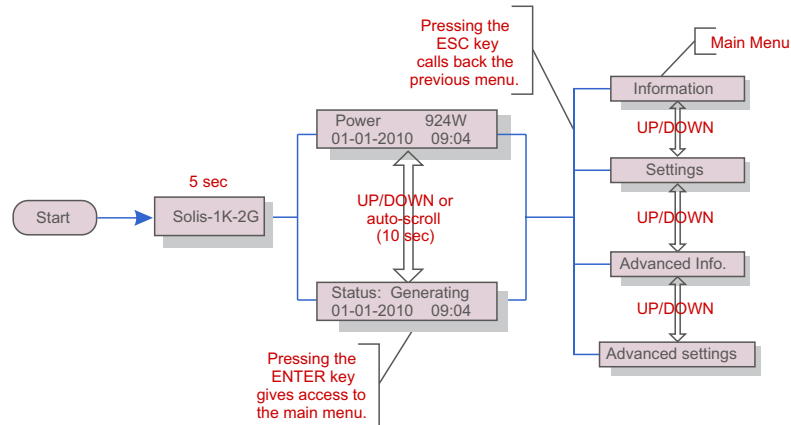 Start
5 sec
Solis-1K-2G
Power 924W
01-01-2010 09:04
UP/DOWN or
auto-scroll
(10 sec)
Status: Generating
01-01-2010 09:04
Pressing the
ENTER key
gives access to
the main menu.
Pressing the
ESC key
calls back the
previous menu.
Main Menu
Information
UP/DOWN
Settings
UP/DOWN
Advanced Info.
UP/DOWN
Advanced settings